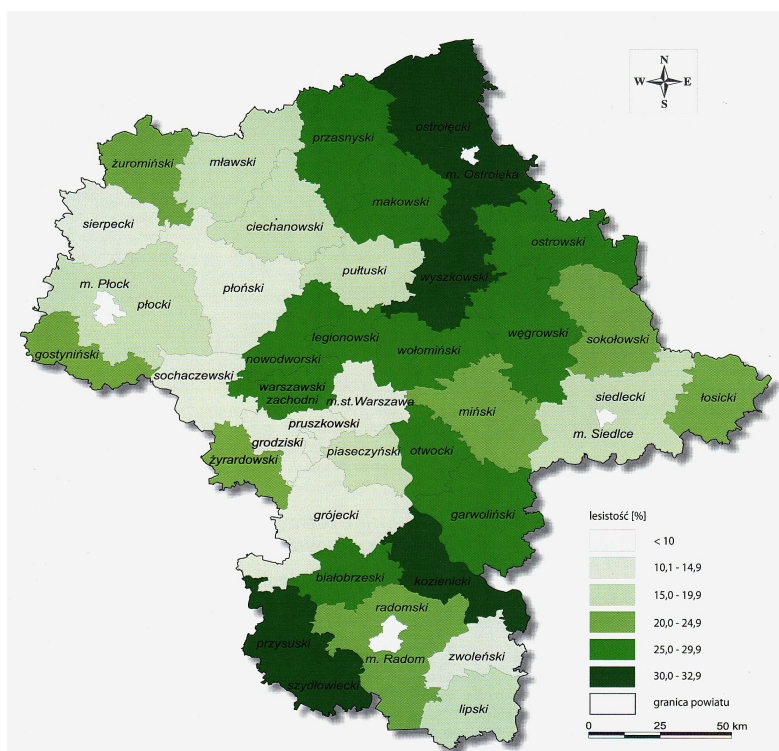 N
W E
S
ostrołęcki
przasnyski
żuromiński
mławski
m. Ostrołęka
makowski
sierpecki
ciechanowski
ostrowski
pułtuski
wyszkowski
m. Płock
płoński
płocki
legionowski
węgrowski
sokołowski
wołomiński
gostyniński
nowodworski
sochaczewski
warszawski
zachodni
siedlecki
łosicki
m.st.Warszawa
miński
pruszkowski
m. Siedlce
grodziski
piaseczyński
otwocki
żyrardowski
grójecki
garwoliński
białobrzeski
kozienicki
radomski
przysuski
m. Radom
zwoleński
szydłowiecki
lipski
lesistość [%]
< 10
10,1 - 14,9
15,0 - 19,9
20,0 - 24,9
25,0 - 29,9
30,0 - 32,9
granica powiatu
0 25 50 km